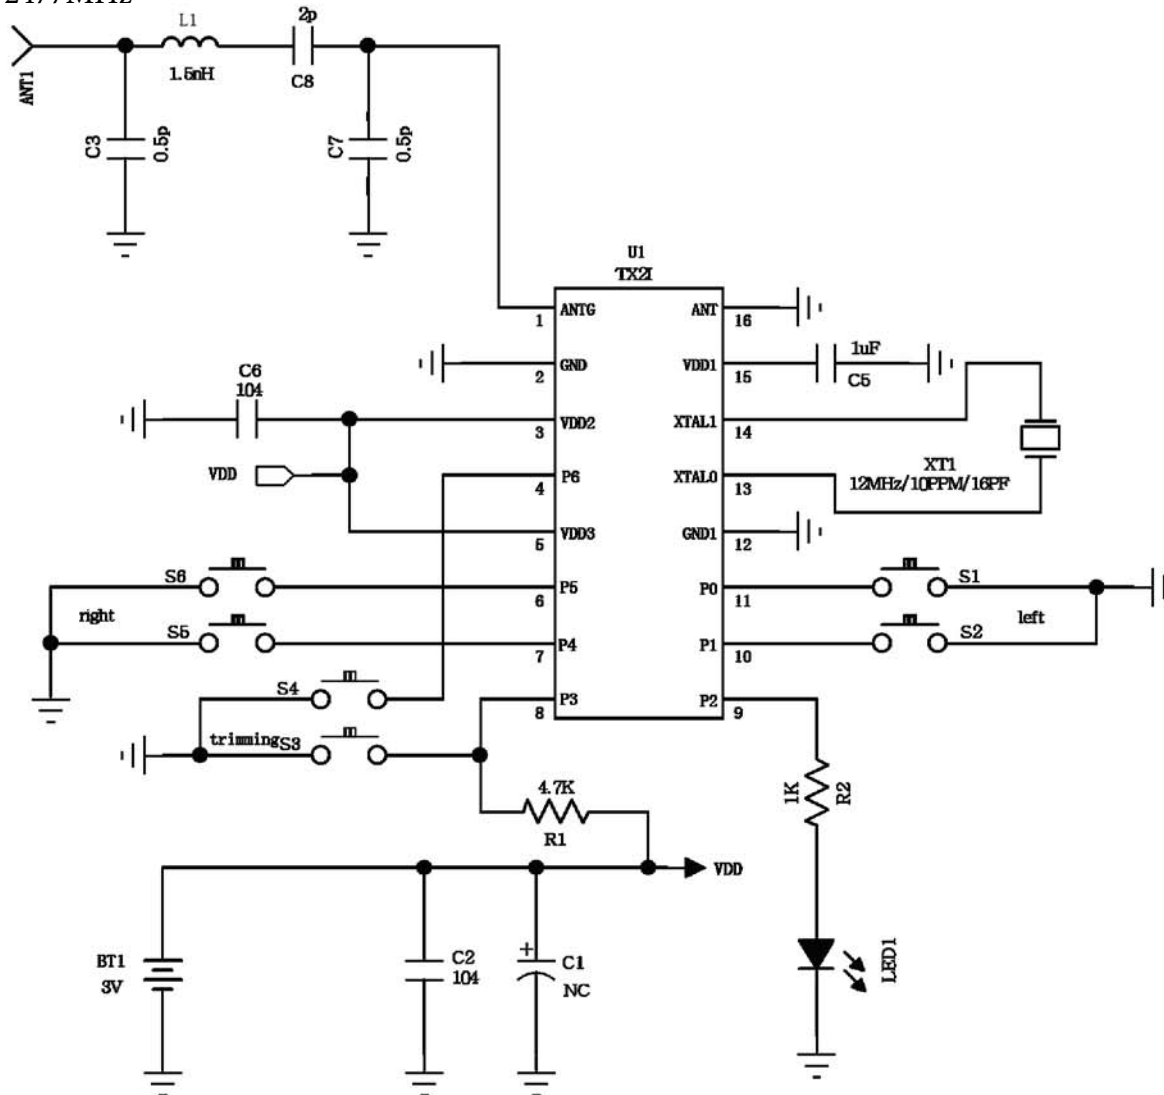 L1
2p
1.5nH
C8
ANT1
C3
0.5p
C7
0.5p
U1
TX2I
1 ANTG
ANT 16
2 GND
VDD1 15
1uF
C5
C6
104
3 VDD2
XTAL1 14
VDD
4 P6
XTALO 13
XT1
12MHz/10PPM/16PF
5 VDD3
GND1 12
S6
6 P5
P0 11
S1
right
left
S5
7 P4
P1 10
S2
S4
8 P3
P2 9
trimming S3
4.7K
R1
1K
R2
VDD
BT1
3V
C2
104
+
C1
NC
LED1